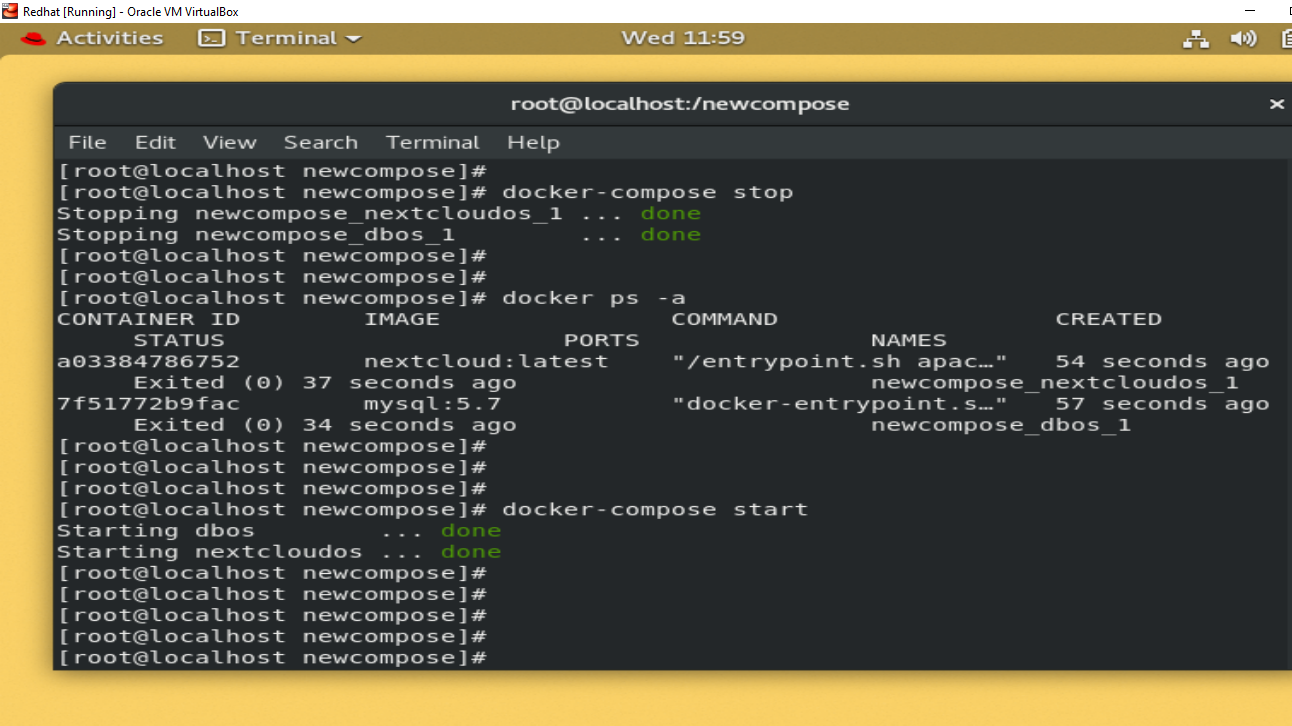 Redhat [Running] - Oracle VM VirtualBox
Activities Terminal Wed 11:59
root@localhost:/newcompose
File Edit View Search Terminal Help
[root@localhost newcompose]#
[root@localhost newcompose]# docker-compose stop
Stopping newcompose_nextcloudos_1 ... done
Stopping newcompose_dbos_1 ... done
[root@localhost newcompose]#
[root@localhost newcompose]#
[root@localhost newcompose]# docker ps -a
CONTAINER ID IMAGE COMMAND CREATED
STATUS PORTS NAMES
a03384786752 nextcloud:latest "/entrypoint.sh apac…" 54 seconds ago
Exited (0) 37 seconds ago newcompose_nextcloudos_1
7f51772b9fac mysql:5.7 "docker-entrypoint.s…" 57 seconds ago
Exited (0) 34 seconds ago newcompose_dbos_1
[root@localhost newcompose]#
[root@localhost newcompose]#
[root@localhost newcompose]#
[root@localhost newcompose]# docker-compose start
Starting dbos ... done
Starting nextcloudos ... done
[root@localhost newcompose]#
[root@localhost newcompose]#
[root@localhost newcompose]#
[root@localhost newcompose]#
[root@localhost newcompose]#